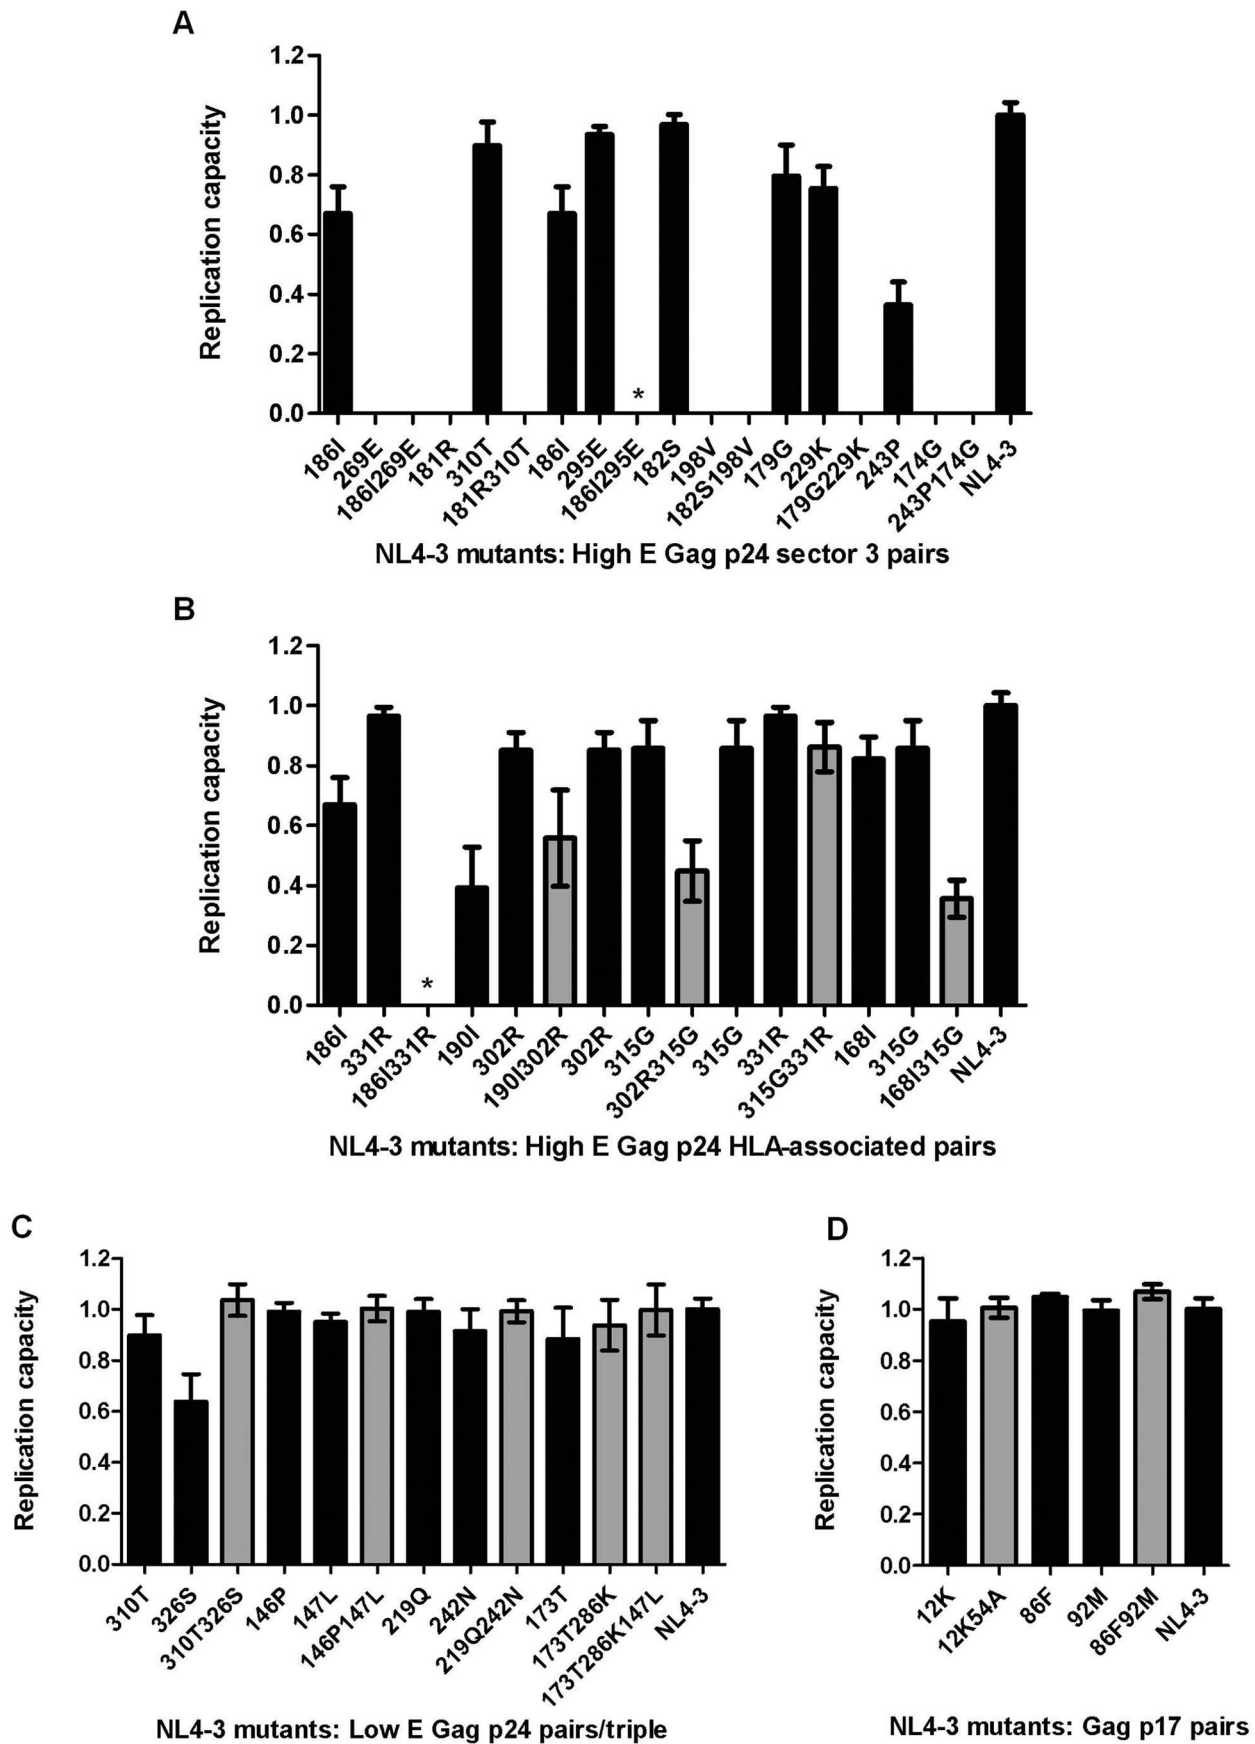 A
1.2
1.0
0.8
0.6
0.4
0.2
0.0
Replication capacity
*
186I
269E
186I269E
181R
310T
181R310T
186I
295E
186I295E
182S
198V
182S198V
179G
229K
179G229K
243P
174G
243P174G
NL4-3
NL4-3 mutants: High E Gag p24 sector 3 pairs
B
1.2
1.0
0.8
0.6
0.4
0.2
0.0
Replication capacity
*
186I
331R
186I331R
190I
302R
190I302R
302R
315G
302R315G
315G
331R
315G331R
168I
315G
168I315G
NL4-3
NL4-3 mutants: High E Gag p24 HLA-associated pairs
C
1.2
1.0
0.8
0.6
0.4
0.2
0.0
Replication capacity
310T
326S
310T326S
146P
147L
146P147L
219Q
242N
219Q242N
173T
173T286K
173T286K147L
NL4-3
NL4-3 mutants: Low E Gag p24 pairs/triple
D
1.2
1.0
0.8
0.6
0.4
0.2
0.0
Replication capacity
12K
12K54A
86F
92M
86F92M
NL4-3
NL4-3 mutants: Gag p17 pairs